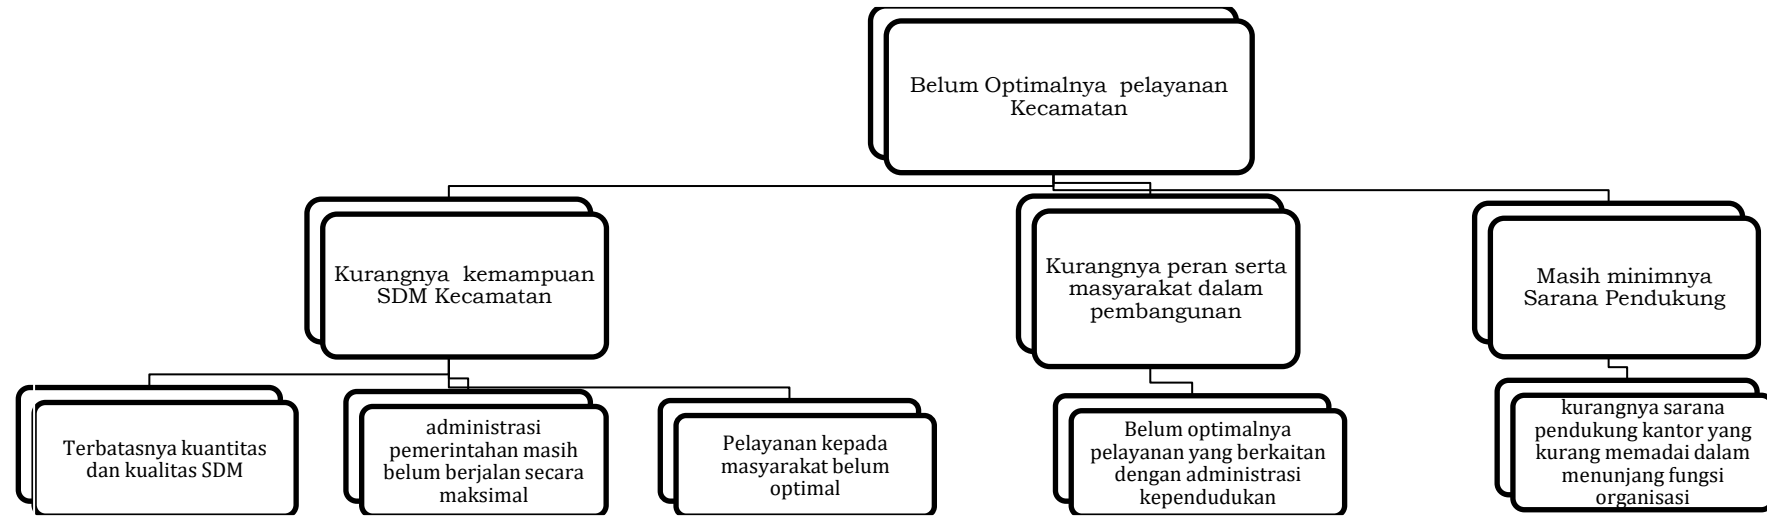 Belum Optimalnya  pelayanan
Kecamatan
Kurangnya  kemampuan
SDM Kecamatan
Kurangnya peran serta
masyarakat dalam
pembangunan
Masih minimnya
Sarana Pendukung
Terbatasnya kuantitas
dan kualitas SDM
administrasi
pemerintahan masih
belum berjalan secara
maksimal
Pelayanan kepada
masyarakat belum
optimal
Belum optimalnya
pelayanan yang berkaitan
dengan administrasi
kependudukan
kurangnya sarana
pendukung kantor yang
kurang memadai dalam
menunjang fungsi
organisasi